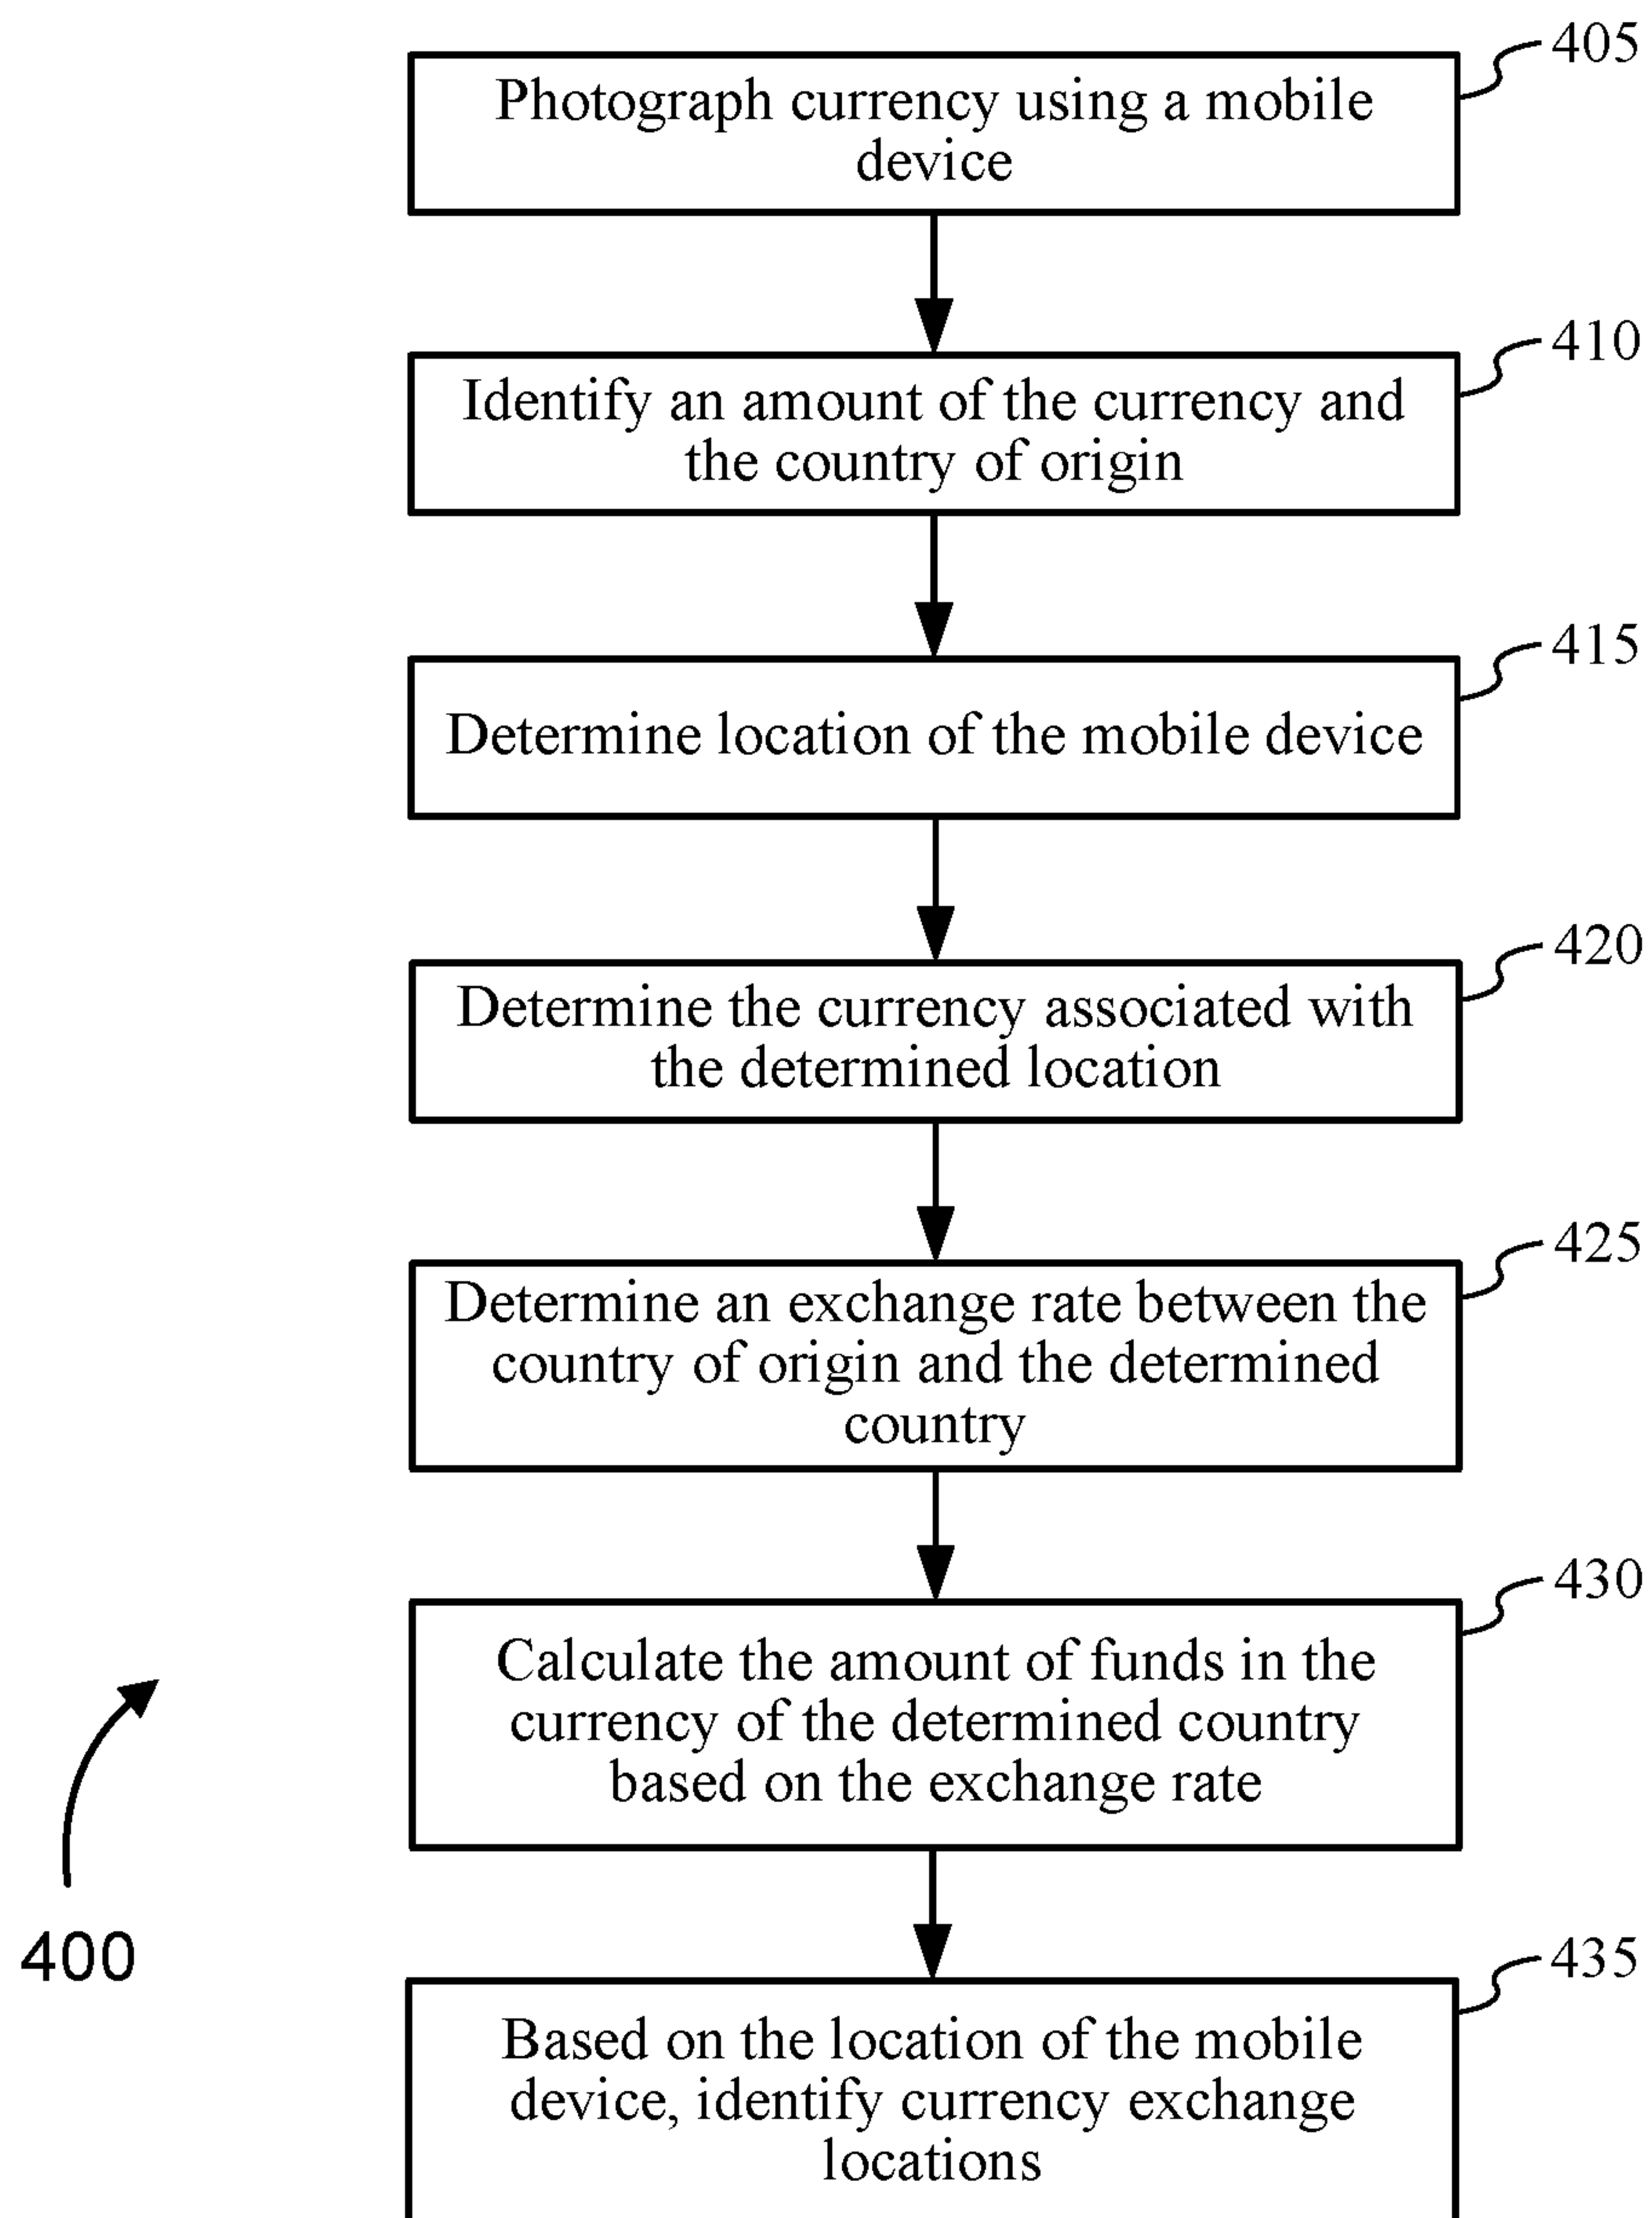 405
Photograph currency using a mobile
device
410
Identify an amount of the currency and
the country of origin
415
Determine location of the mobile device
420
Determine the currency associated with
the determined location
425
Determine an exchange rate between the
country of origin and the determined
country
430
Calculate the amount of funds in the
currency of the determined country
based on the exchange rate
400
435
Based on the location of the mobile
device, identify currency exchange
locations